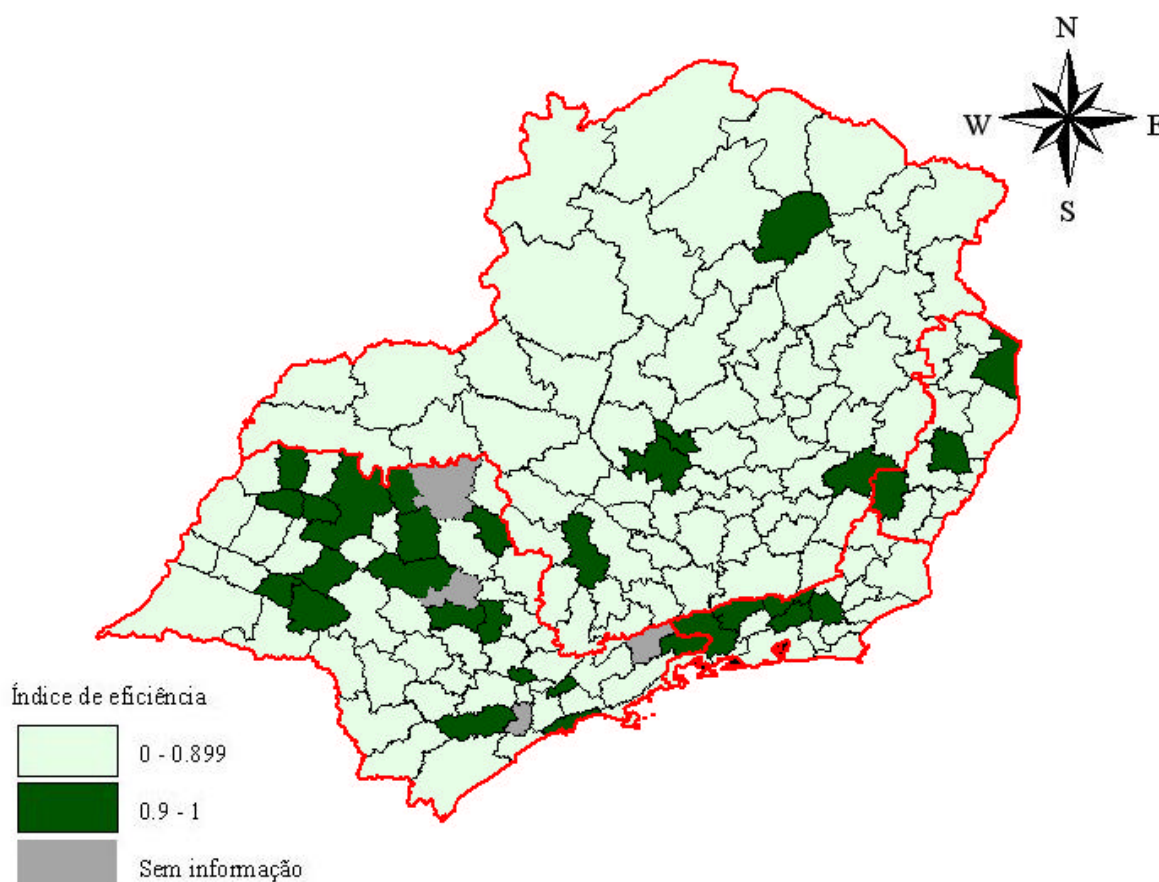 N
W E
S
Índice de eficiência
0 - 0.899
0.9 - 1
Sem informação